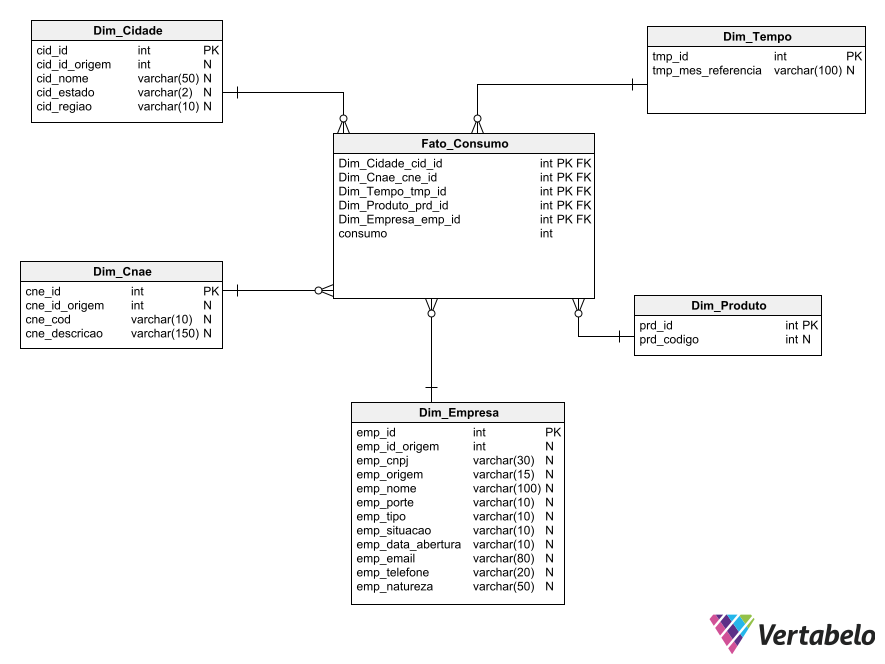 Dim_Cidade
cid_id int PK
cid_id_origem int N
cid_nome varchar(50) N
cid_estado varchar(2) N
cid_regiao varchar(10) N
Dim_Tempo
tmp_id int PK
tmp_mes_referencia varchar(100) N
Fato_Consumo
Dim_Cidade_cid_id int PK FK
Dim_Cnae_cne_id int PK FK
Dim_Tempo_tmp_id int PK FK
Dim_Produto_prd_id int PK FK
Dim_Empresa_emp_id int PK FK
consumo int
Dim_Cnae
cne_id int PK
cne_id_origem int N
cne_cod varchar(10) N
cne_descricao varchar(150) N
Dim_Produto
prd_id int PK
prd_codigo int N
Dim_Empresa
emp_id int PK
emp_id_origem int N
emp_cnpj varchar(30) N
emp_origem varchar(15) N
emp_nome varchar(100) N
emp_porte varchar(10) N
emp_tipo varchar(10) N
emp_situacao varchar(10) N
emp_data_abertura varchar(10) N
emp_email varchar(80) N
emp_telefone varchar(20) N
emp_natureza varchar(50) N
Vertabelo